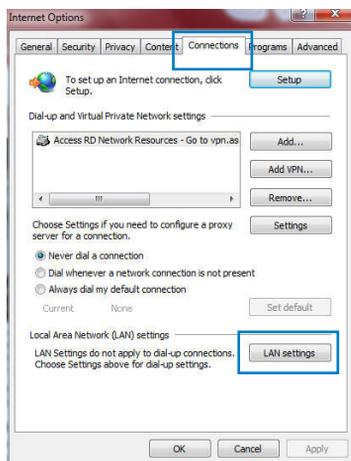 Internet Options
General Security Privacy Content Connections Programs Advanced
To set up an Internet connection, click
Setup.
Setup
Dial-up and Virtual Private Network settings
Access RD Network Resources - Go to vpn.as
Add...
Add VPN...
Remove...
Choose Settings if you need to configure a proxy
server for a connection.
Settings
Never dial a connection
Dial whenever a network connection is not present
Always dial my default connection
Current None
Set default
Local Area Network (LAN) settings
LAN Settings do not apply to dial-up connections.
Choose Settings above for dial-up settings.
LAN settings
OK Cancel Apply